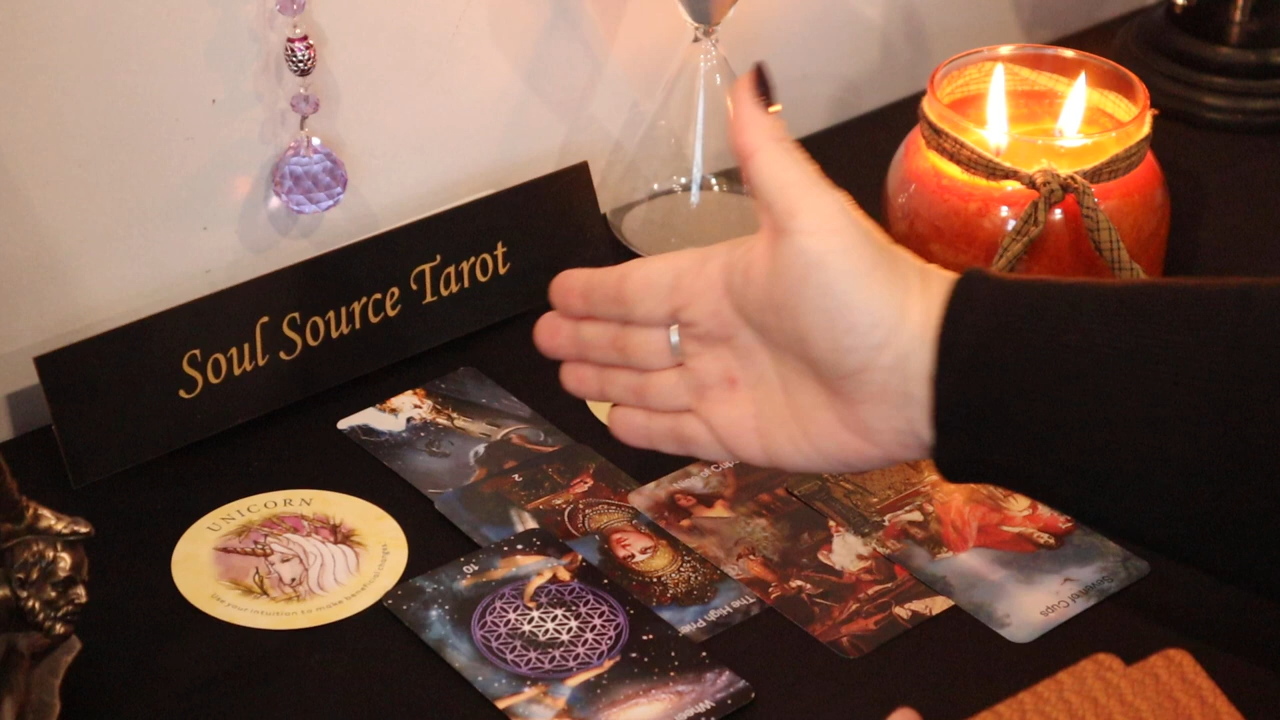 Soul Source Tarot
UNICORN
Use your intuition to make beneficial changes
2
of Cups
10
The High
Seven of Cups